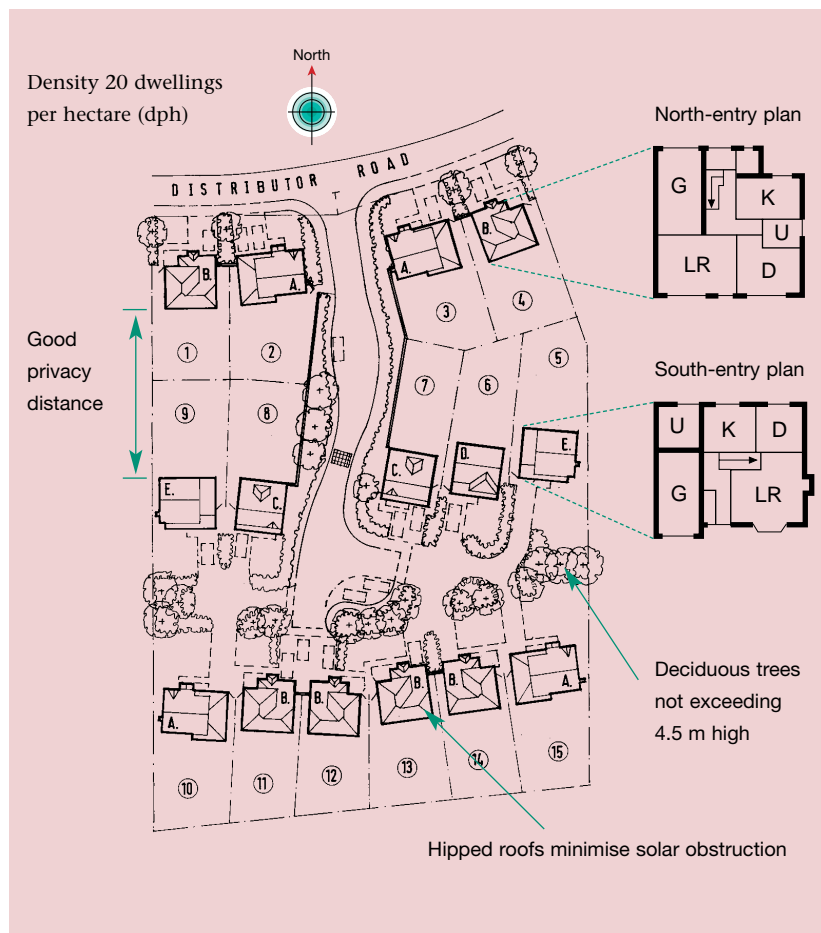 North
Density 20 dwellings
per hectare (dph)
North-entry plan
DISTRIBUTOR ROAD
G
K
U
LR
D
B.
A.
A.
B.
1
2
3
4
5
Good
privacy
distance
9
8
7
6
South-entry plan
U
K
D
G
LR
E.
C.
C.
D.
E.
Deciduous trees
not exceeding
4.5 m high
A.
B.
B.
B.
B.
A.
10
11
12
13
14
15
Hipped roofs minimise solar obstruction